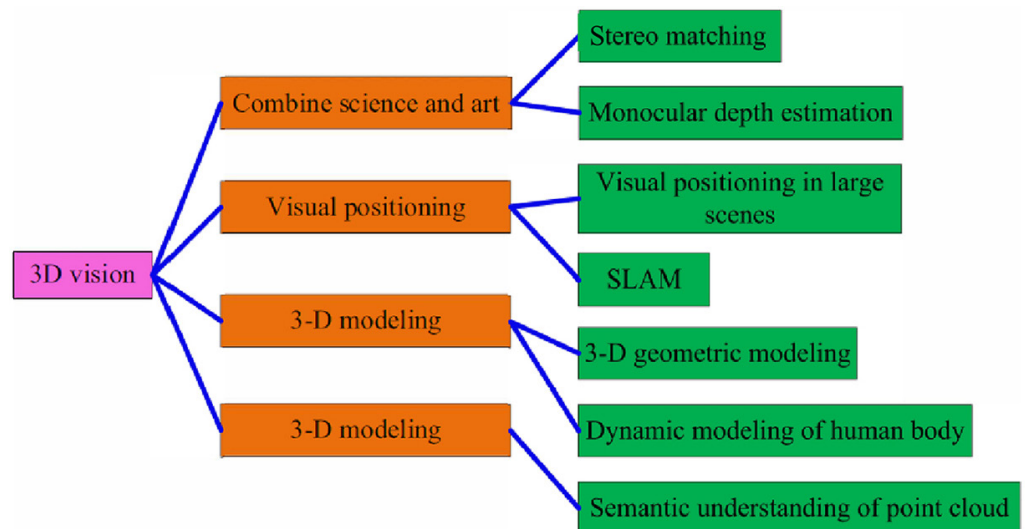 3D vision
Combine science and art
Stereo matching
Monocular depth estimation
Visual positioning
Visual positioning in large
scenes
SLAM
3-D modeling
3-D geometric modeling
Dynamic modeling of human body
3-D modeling
Semantic understanding of point cloud